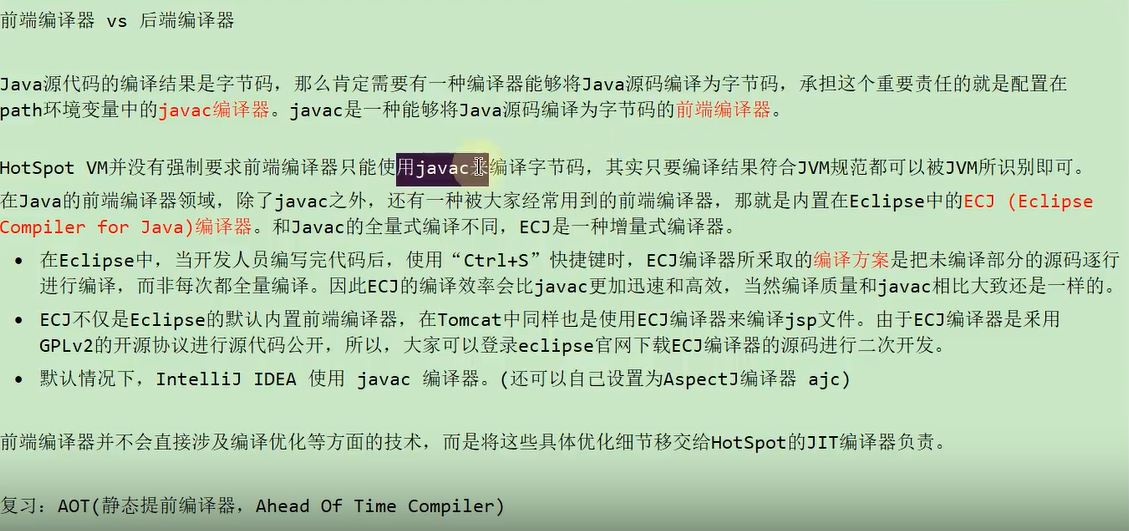 前端编译器 vs 后端编译器
Java源代码的编译结果是字节码，那么肯定需要有一种编译器能够将Java源码编译为字节码，承担这个重要责任的就是配置在
path环境变量中的javac编译器。javac是一种能够将Java源码编译为字节码的前端编译器。
HotSpot VM并没有强制要求前端编译器只能使用javac来编译字节码，其实只要编译结果符合JVM规范都可以被JVM所识别即可。
在Java的前端编译器领域，除了javac之外，还有一种被大家经常用到的前端编译器，那就是内置在Eclipse中的ECJ (Eclipse
Compiler for Java)编译器。和Javac的全量式编译不同，ECJ是一种增量式编译器。
• 在Eclipse中，当开发人员编写完代码后，使用“Ctrl+S”快捷键时，ECJ编译器所采取的编译方案是把未编译部分的源码逐行
进行编译，而非每次都全量编译。因此ECJ的编译效率会比javac更加迅速和高效，当然编译质量和javac相比大致还是一样的。
• ECJ不仅是Eclipse的默认内置前端编译器，在Tomcat中同样也是使用ECJ编译器来编译jsp文件。由于ECJ编译器是采用
GPLv2的开源协议进行源代码公开，所以，大家可以登录eclipse官网下载ECJ编译器的源码进行二次开发。
• 默认情况下，IntelliJ IDEA 使用 javac 编译器。(还可以自己设置为AspectJ编译器 ajc)
前端编译器并不会直接涉及编译优化等方面的技术，而是将这些具体优化细节移交给HotSpot的JIT编译器负责。
复习：AOT(静态提前编译器，Ahead Of Time Compiler)